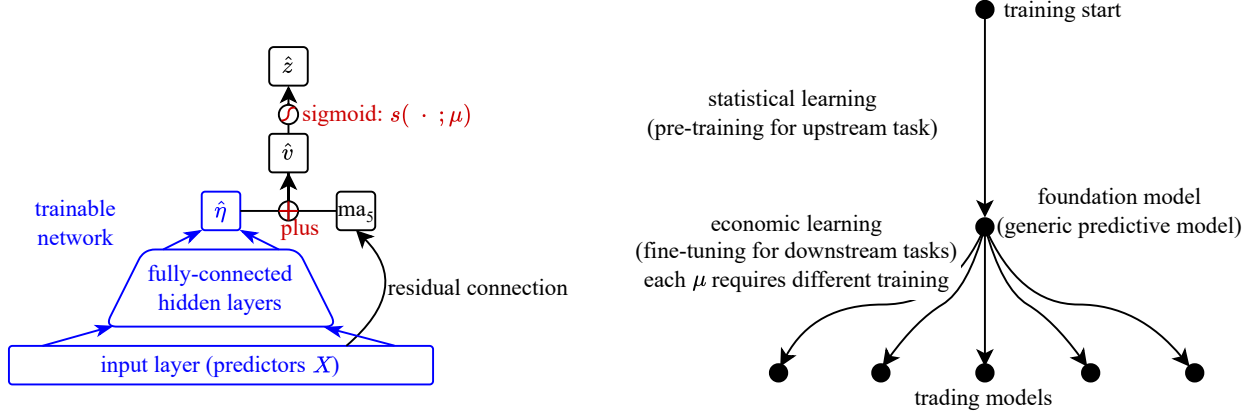 ẑ
sigmoid: s( · ; μ)
v̂
trainable
network
η̂
plus
ma₅
fully-connected
hidden layers
residual connection
input layer (predictors X)
training start
statistical learning
(pre-training for upstream task)
foundation model
(generic predictive model)
economic learning
(fine-tuning for downstream tasks)
each μ requires different training
trading models